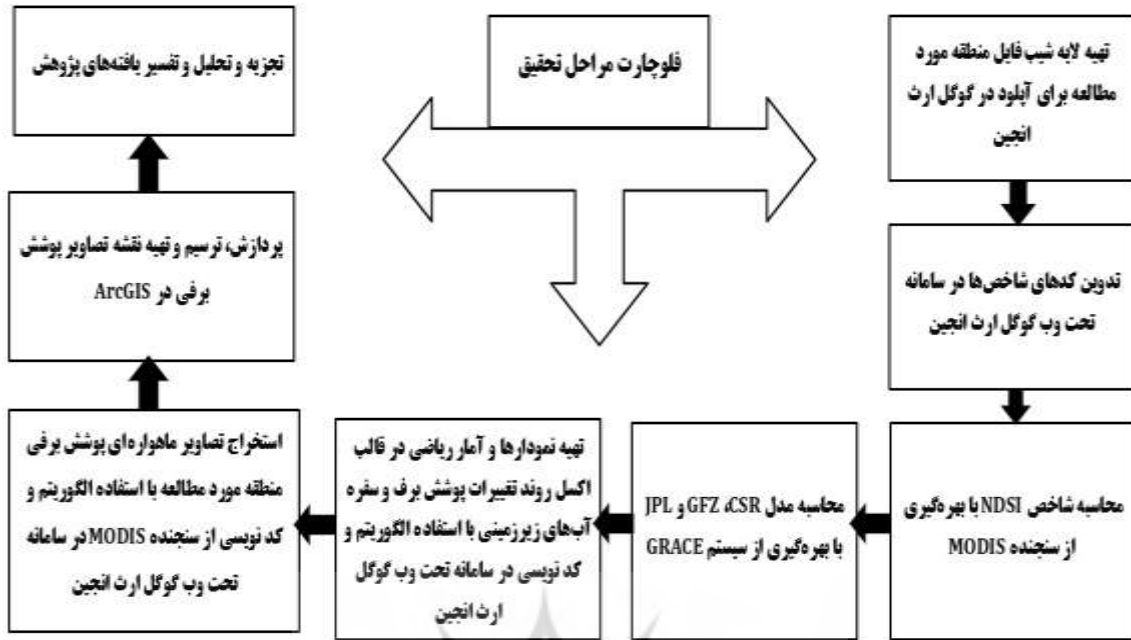 فلوچارت مراحل تحقیق
تهیه لایه شیپ فایل منطقه مورد
مطالعه برای آپلود در گوگل ارث
انجین
تدوین کدهای شاخص‌ها در سامانه
تحت وب گوگل ارث انجین
محاسبه شاخص NDSI با بهره‌گیری
از سنجنده MODIS
محاسبه مدل GFZ ،CSR و JPL
با بهره‌گیری از سیستم GRACE
تهیه نمودارها و آمار ریاضی در قالب
اکسل روند تغییرات پوشش برف و سفره
آب‌های زیرزمینی با استفاده الگوریتم و
کد نویسی در سامانه تحت وب گوگل
ارث انجین
استخراج تصاویر ماهواره‌ای پوشش برفی
منطقه مورد مطالعه با استفاده الگوریتم و
کد نویسی از سنجنده MODIS در سامانه
تحت وب گوگل ارث انجین
پردازش، ترسیم و تهیه نقشه تصاویر پوشش
برفی در ArcGIS
تجزیه و تحلیل و تفسیر یافته‌های پژوهش